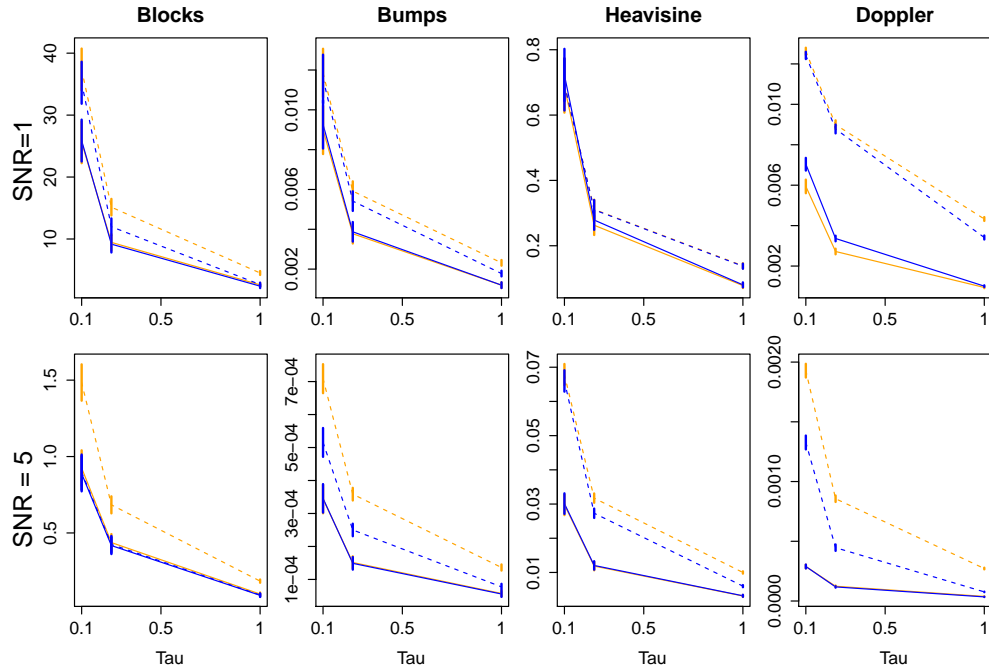 Blocks Bumps Heavisine Doppler
SNR=1
40
30
20
10
0.1 0.5 1
0.010
0.006
0.002
0.1 0.5 1
0.8
0.6
0.4
0.2
0.1 0.5 1
0.010
0.006
0.002
0.1 0.5 1
SNR = 5
1.5
1.0
0.5
0.1 0.5 1
Tau
7e−04
5e−04
3e−04
1e−04
0.1 0.5 1
Tau
0.07
0.05
0.03
0.01
0.1 0.5 1
Tau
0.0020
0.0010
0.0000
0.1 0.5 1
Tau